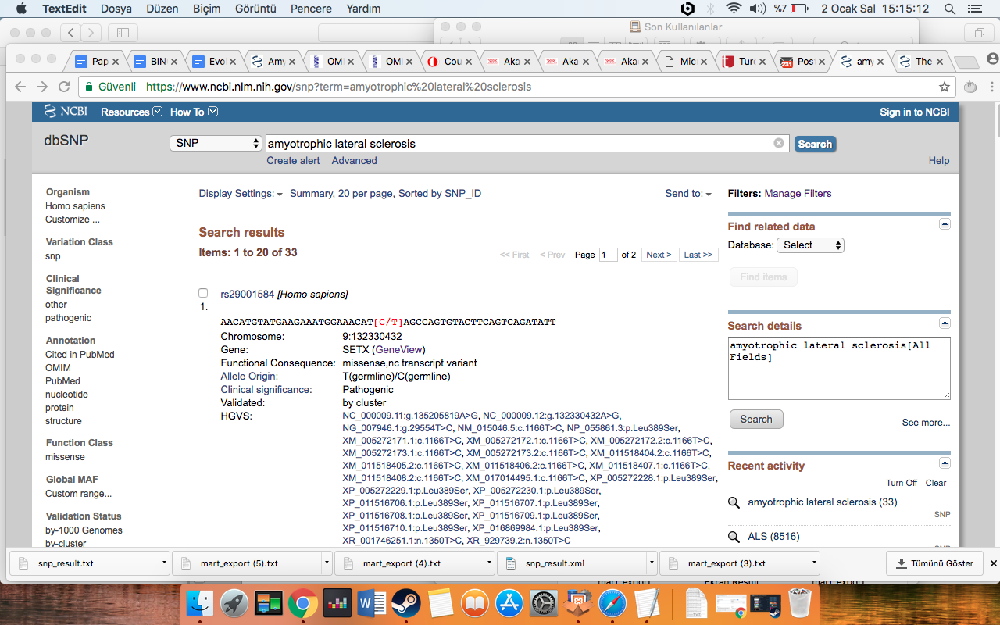 TextEdit Dosya Düzen Biçim Görüntü Pencere Yardım %7 2 Ocak Sal 15:15:12
Son Kullanılanlar
Pap BIN Evo Amy OMI OMI Cou Aka Aka Aka Mic Ture Post amy The
Güvenli https://www.ncbi.nlm.nih.gov/snp?term=amyotrophic%20lateral%20sclerosis
NCBI Resources How To Sign in to NCBI
dbSNP SNP amyotrophic lateral sclerosis Search
Create alert Advanced Help
Organism
Homo sapiens
Customize ...
Variation Class
snp
Clinical
Significance
other
pathogenic
Annotation
Cited in PubMed
OMIM
PubMed
nucleotide
protein
structure
Function Class
missense
Global MAF
Custom range...
Validation Status
by-1000 Genomes
by-cluster
Display Settings: Summary, 20 per page, Sorted by SNP_ID Send to:
Search results
Items: 1 to 20 of 33
<< First < Prev Page 1 of 2 Next > Last >>
rs29001584 [Homo sapiens]
1.
AACATGTATGAAGAAATGGAAACAT[C/T]AGCCAGTGTACTTCAGTCAGATATT
Chromosome: 9:132330432
Gene: SETX (GeneView)
Functional Consequence: missense,nc transcript variant
Allele Origin: T(germline)/C(germline)
Clinical significance: Pathogenic
Validated: by cluster
HGVS: NC_000009.11:g.135205819A>G, NC_000009.12:g.132330432A>G,
NG_007946.1:g.29554T>C, NM_015046.5:c.1166T>C, NP_055861.3:p.Leu389Ser,
XM_005272171.1:c.1166T>C, XM_005272172.1:c.1166T>C, XM_005272172.2:c.1166T>C,
XM_005272173.1:c.1166T>C, XM_005272173.2:c.1166T>C, XM_011518404.2:c.1166T>C,
XM_011518405.2:c.1166T>C, XM_011518406.2:c.1166T>C, XM_011518407.1:c.1166T>C,
XM_011518408.2:c.1166T>C, XM_017014495.1:c.1166T>C, XP_005272228.1:p.Leu389Ser,
XP_005272229.1:p.Leu389Ser, XP_005272230.1:p.Leu389Ser,
XP_011516706.1:p.Leu389Ser, XP_011516707.1:p.Leu389Ser,
XP_011516708.1:p.Leu389Ser, XP_011516709.1:p.Leu389Ser,
XP_011516710.1:p.Leu389Ser, XP_016869984.1:p.Leu389Ser,
XR_001746251.1:n.1350T>C, XR_929739.2:n.1350T>C
Filters: Manage Filters
Find related data
Database: Select
Find items
Search details
amyotrophic lateral sclerosis[All
Fields]
Search See more...
Recent activity
Turn Off Clear
amyotrophic lateral sclerosis (33)
SNP
ALS (8516)
snp_result.txt mart_export (5).txt mart_export (4).txt snp_result.xml mart_export (3).txt Tümünü Göster